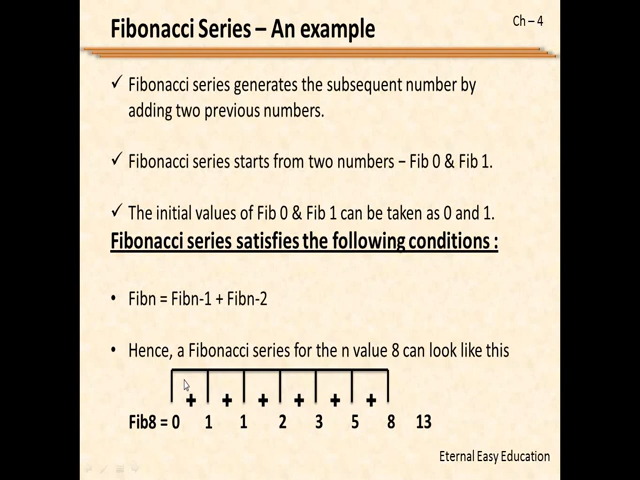 Fibonacci Series – An example
Ch – 4
✓ Fibonacci series generates the subsequent number by
adding two previous numbers.
✓ Fibonacci series starts from two numbers – Fib 0 & Fib 1.
✓ The initial values of Fib 0 & Fib 1 can be taken as 0 and 1.
Fibonacci series satisfies the following conditions :
• Fibn = Fibn-1 + Fibn-2
• Hence, a Fibonacci series for the n value 8 can look like this
+ + + + + +
Fib8 = 0 1 1 2 3 5 8 13
Eternal Easy Education